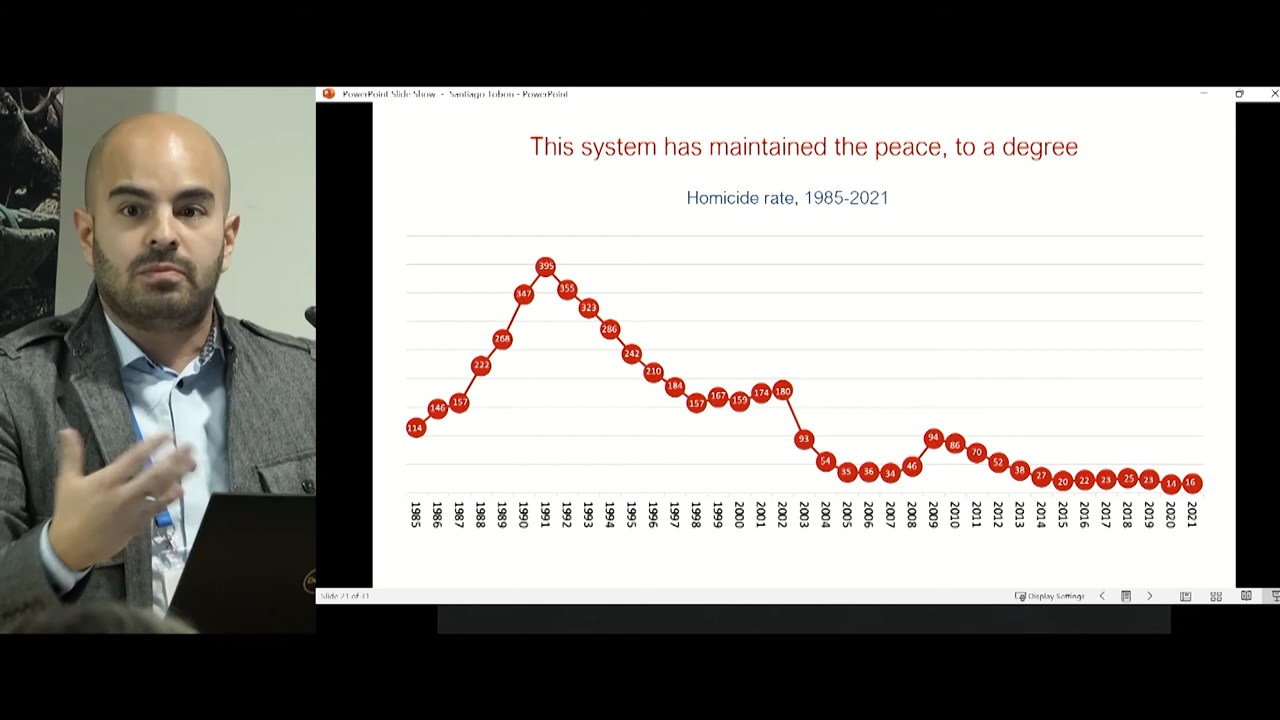 PowerPoint Slide Show - Santiago Tobon - PowerPoint
This system has maintained the peace, to a degree
Homicide rate, 1985-2021
114 146 157 222 268 347 395 355 323 286 242 210 184 157 167 159 174 180 93 54 35 36 34 46 94 86 70 52 38 27 20 22 23 25 23 14 16
1985 1986 1987 1988 1989 1990 1991 1992 1993 1994 1995 1996 1997 1998 1999 2000 2001 2002 2003 2004 2005 2006 2007 2008 2009 2010 2011 2012 2013 2014 2015 2016 2017 2018 2019 2020 2021
Slide 21 of 31 Display Settings